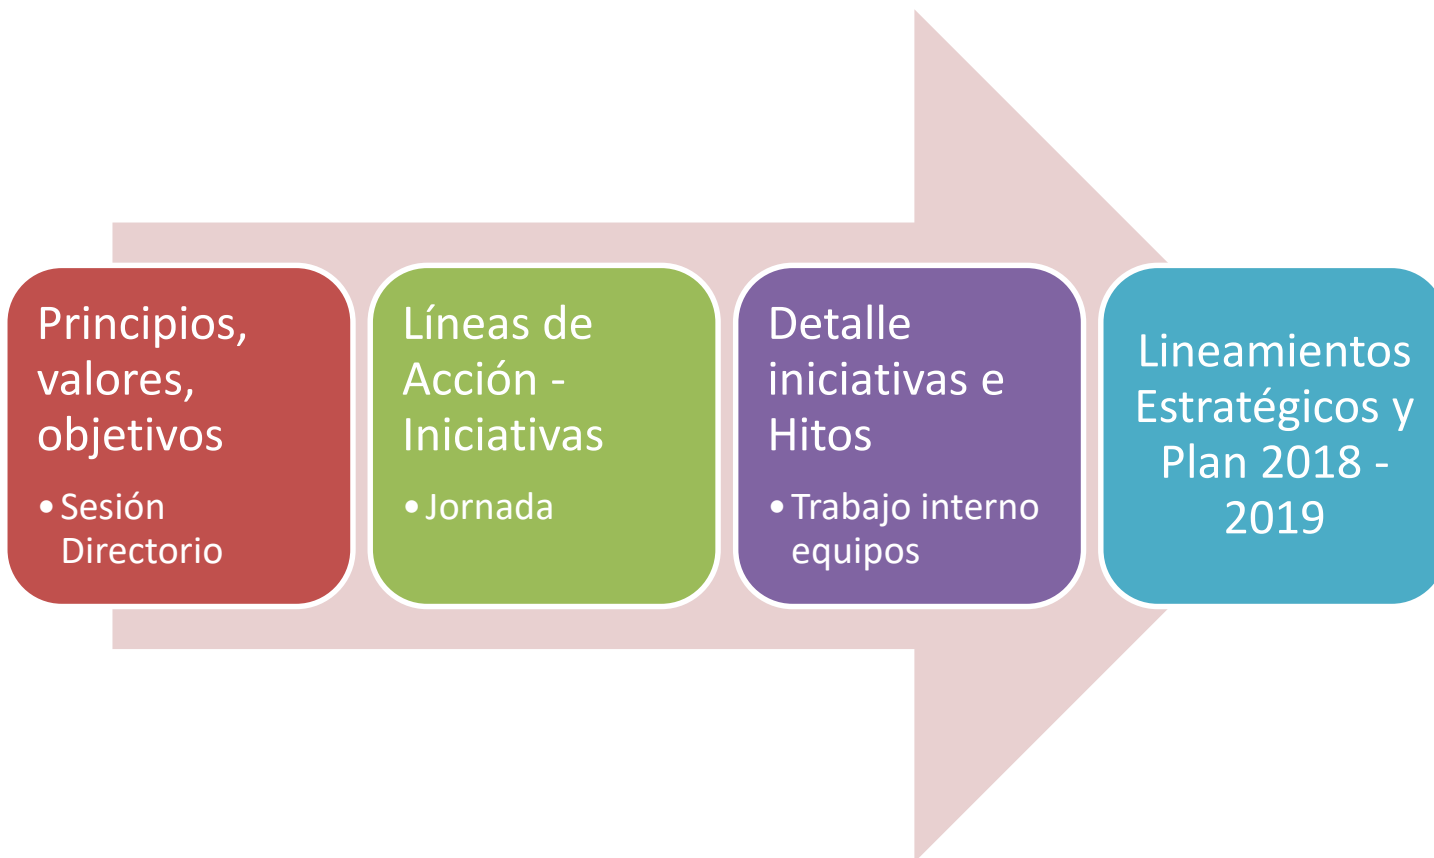 Principios,
valores,
objetivos
• Sesión
Directorio
Líneas de
Acción -
Iniciativas
• Jornada
Detalle
iniciativas e
Hitos
• Trabajo interno
equipos
Lineamientos
Estratégicos y
Plan 2018 -
2019